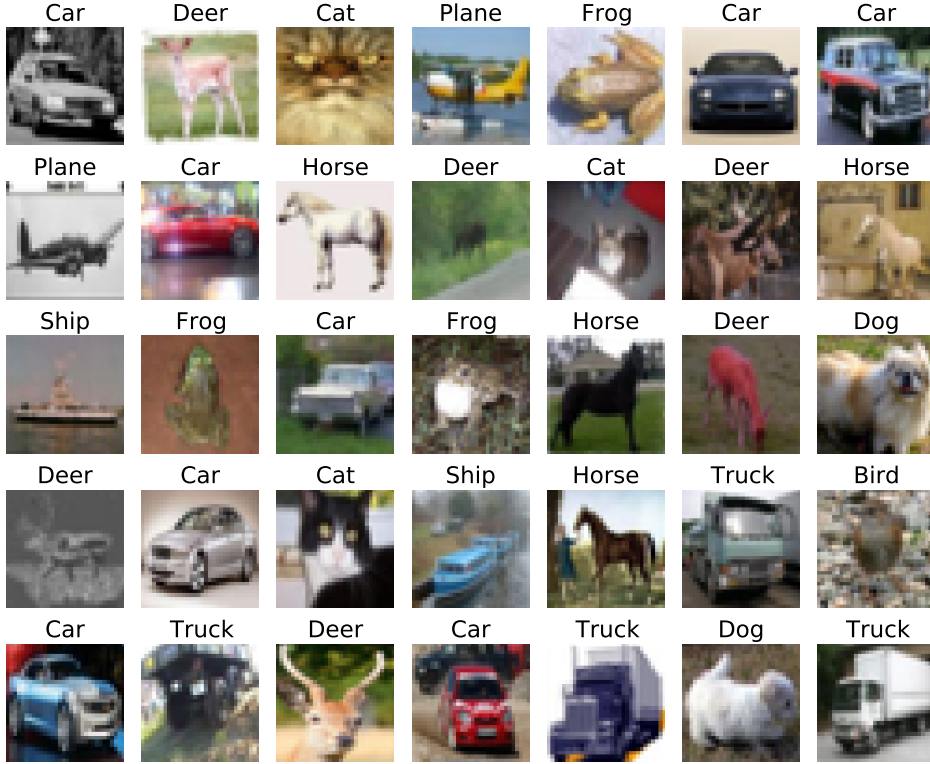 Car Deer Cat Plane Frog Car Car
Plane Car Horse Deer Cat Deer Horse
Ship Frog Car Frog Horse Deer Dog
Deer Car Cat Ship Horse Truck Bird
Car Truck Deer Car Truck Dog Truck